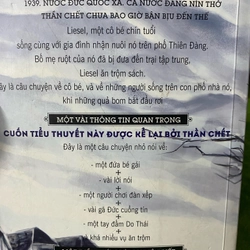 1939. NƯỚC ĐỨC QUỐC XÃ. CẢ NƯỚC ĐANG NÍN THỞ
THẦN CHẾT CHƯA BAO GIỜ BẬN BỊU ĐẾN THẾ
Liesel, một cô bé chín tuổi
sống cùng với gia đình nhận nuôi nó trên phố Thiên Đàng.
Bố mẹ ruột của nó đã bị đưa đến trại tập trung,
Liesel ăn trộm sách.
Đây là câu chuyện về cô bé, và về những người sống trên con phố nhà nó,
khi những quả bom bắt đầu rơi
MỘT VÀI THÔNG TIN QUAN TRỌNG
CUỐN TIỂU THUYẾT NÀY ĐƯỢC KỂ LẠI BỞI THẦN CHẾT.
Đây là một câu chuyện nhỏ nói về:
- một đứa bé gái
+
- vài lời nói
+
- một người chơi đàn xếp
+
- vài gã Đức cuồng tín
+
- một tay đấm Do Thái
+
- khá nhiều vụ ăn trộm